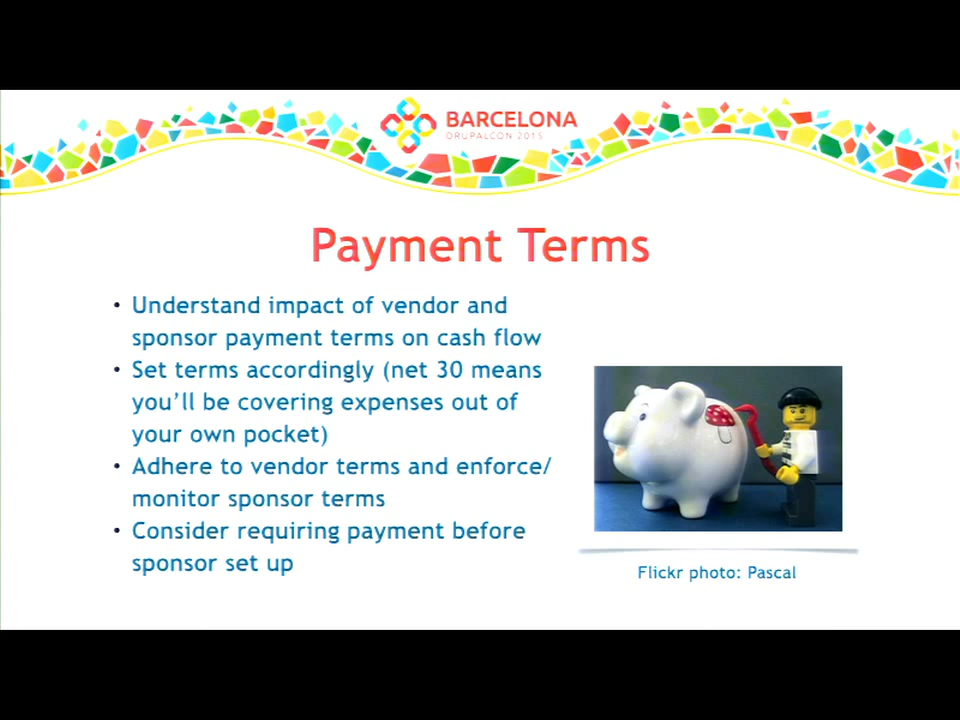 BARCELONA
DRUPALCON 2015
Payment Terms
• Understand impact of vendor and
sponsor payment terms on cash flow
• Set terms accordingly (net 30 means
you’ll be covering expenses out of
your own pocket)
• Adhere to vendor terms and enforce/
monitor sponsor terms
• Consider requiring payment before
sponsor set up
Flickr photo: Pascal